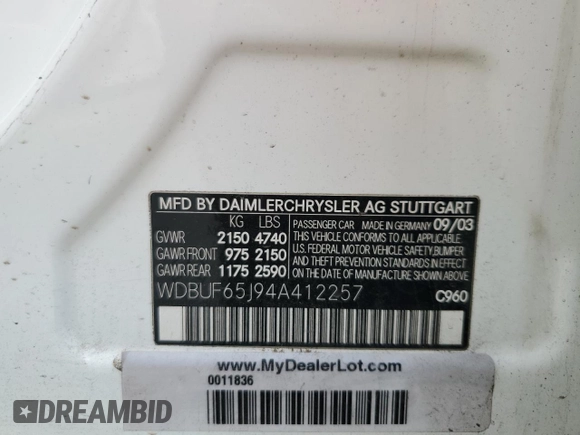 MFD BY DAIMLERCHRYSLER AG STUTTGART
KG LBS
PASSENGER CAR MADE IN GERMANY 09/03
GVWR 2150 4740
THIS VEHICLE CONFORMS TO ALL APPLICABLE
GAWR FRONT 975 2150
U.S. FEDERAL MOTOR VEHICLE SAFETY,BUMPER
GAWR REAR 1175 2590
AND THEFT PREVENTION STANDARDS IN EFFECT
ON THE DATE OF MANUFACTURE SHOWN ABOVE.
WDBUF65J94A412257 C960
www.MyDealerLot.com
0011836
DREAMBID